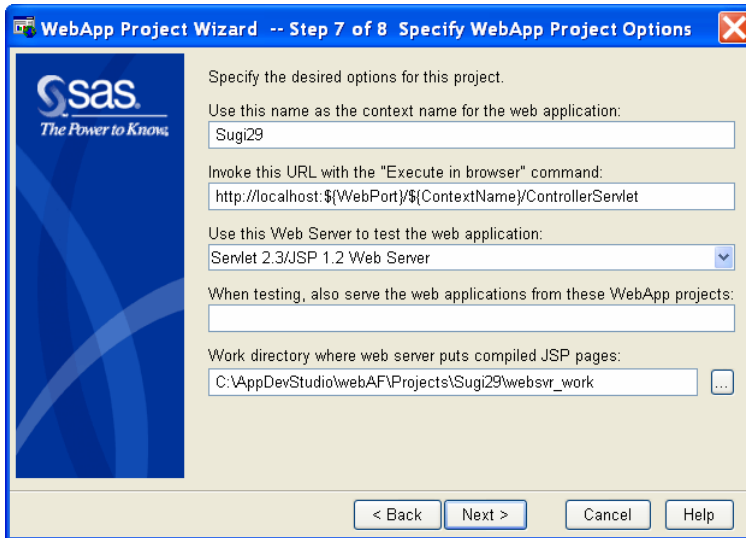 WebApp Project Wizard -- Step 7 of 8 Specify WebApp Project Options
sas.
The Power to Know.
Specify the desired options for this project.
Use this name as the context name for the web application:
Sugi29
Invoke this URL with the "Execute in browser" command:
http://localhost:${WebPort}/${ContextName}/ControllerServlet
Use this Web Server to test the web application:
Servlet 2.3/JSP 1.2 Web Server
When testing, also serve the web applications from these WebApp projects:
Work directory where web server puts compiled JSP pages:
C:\AppDevStudio\webAF\Projects\Sugi29\websvr_work
...
< Back Next > Cancel Help